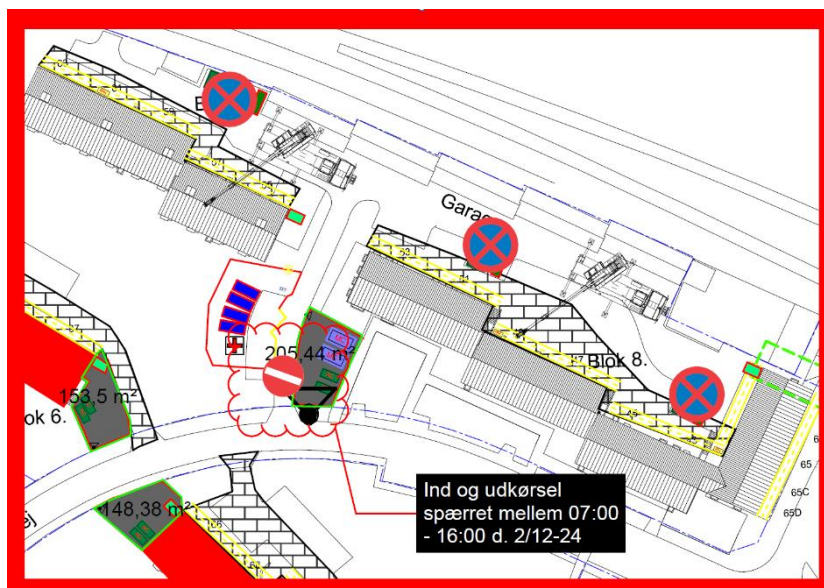 Garag
205,44 m²
Blok 8.
153,5 m²
ok 6.
148,38 m²
ej
Ind og udkørsel
spærret mellem 07:00
- 16:00 d. 2/12-24
65
65C
65D